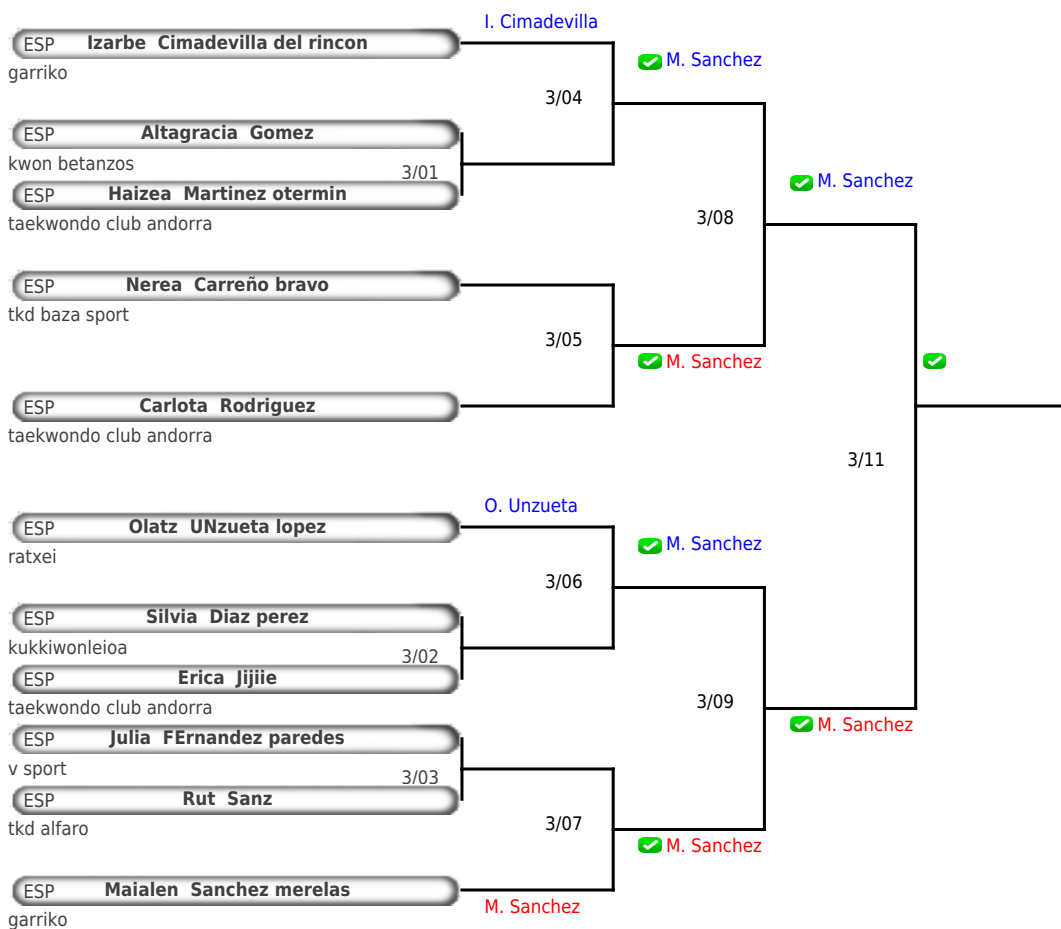 I. Cimadevilla
ESP Izarbe Cimadevilla del rincon
garriko
M. Sanchez
3/04
ESP Altagracia Gomez
kwon betanzos
3/01
ESP Haizea Martinez otermin
taekwondo club andorra
M. Sanchez
3/08
ESP Nerea Carreño bravo
tkd baza sport
3/05
M. Sanchez
ESP Carlota Rodriguez
taekwondo club andorra
3/11
O. Unzueta
ESP Olatz UNzueta lopez
ratxei
M. Sanchez
3/06
ESP Silvia Diaz perez
kukkiwonleioa
3/02
ESP Erica Jijiie
taekwondo club andorra
3/09
M. Sanchez
ESP Julia FErnandez paredes
v sport
3/03
ESP Rut Sanz
tkd alfaro
3/07
M. Sanchez
ESP Maialen Sanchez merelas
M. Sanchez
garriko